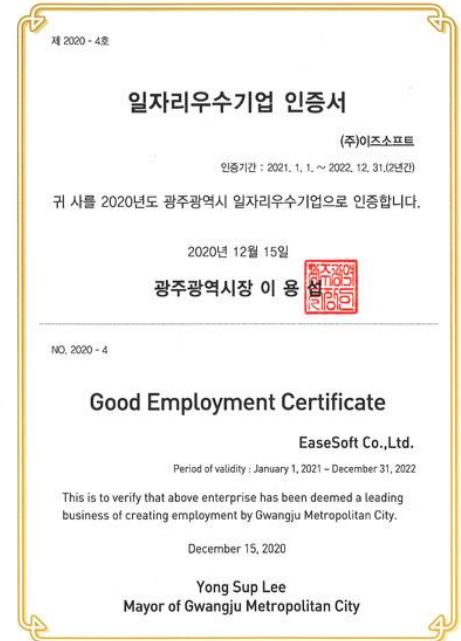 제 2020 - 4호
일자리우수기업 인증서
(주)이즈소프트
인증기간 : 2021. 1. 1. ~ 2022. 12. 31.(2년간)
귀 사를 2020년도 광주광역시 일자리우수기업으로 인증합니다.
2020년 12월 15일
광주광역시장 이 용 섭
NO. 2020 - 4
Good Employment Certificate
EaseSoft Co.,Ltd.
Period of validity : January 1, 2021 – December 31, 2022
This is to verify that above enterprise has been deemed a leading
business of creating employment by Gwangju Metropolitan City.
December 15, 2020
Yong Sup Lee
Mayor of Gwangju Metropolitan City